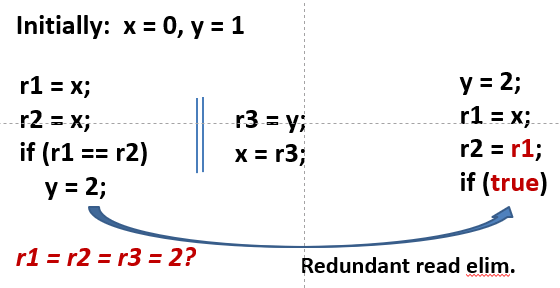 Initially:  x = 0, y = 1
r1 = x;
r2 = x;
if (r1 == r2)
y = 2;
r3 = y;
x = r3;
y = 2;
r1 = x;
r2 = r1;
if (true)
r1 = r2 = r3 = 2?
Redundant read elim.